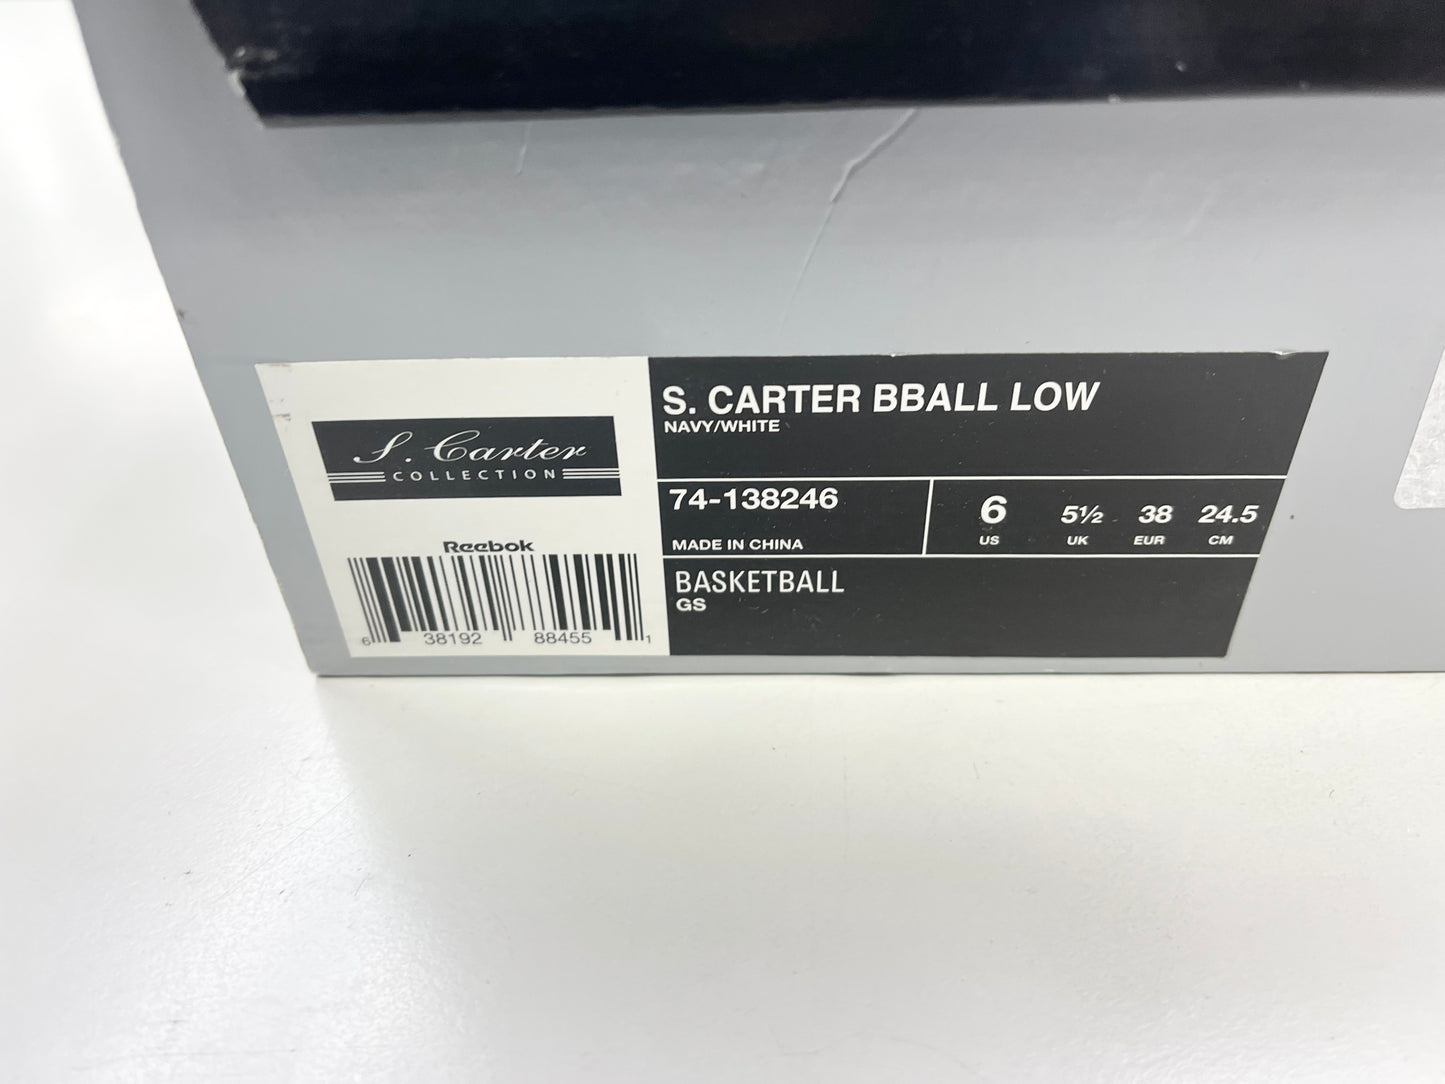 S. Carter
COLLECTION
Reebok
6 38192 88455 1
S. CARTER BBALL LOW
NAVY/WHITE
74-138246
MADE IN CHINA
6 5½ 38 24.5
US UK EUR CM
BASKETBALL
GS